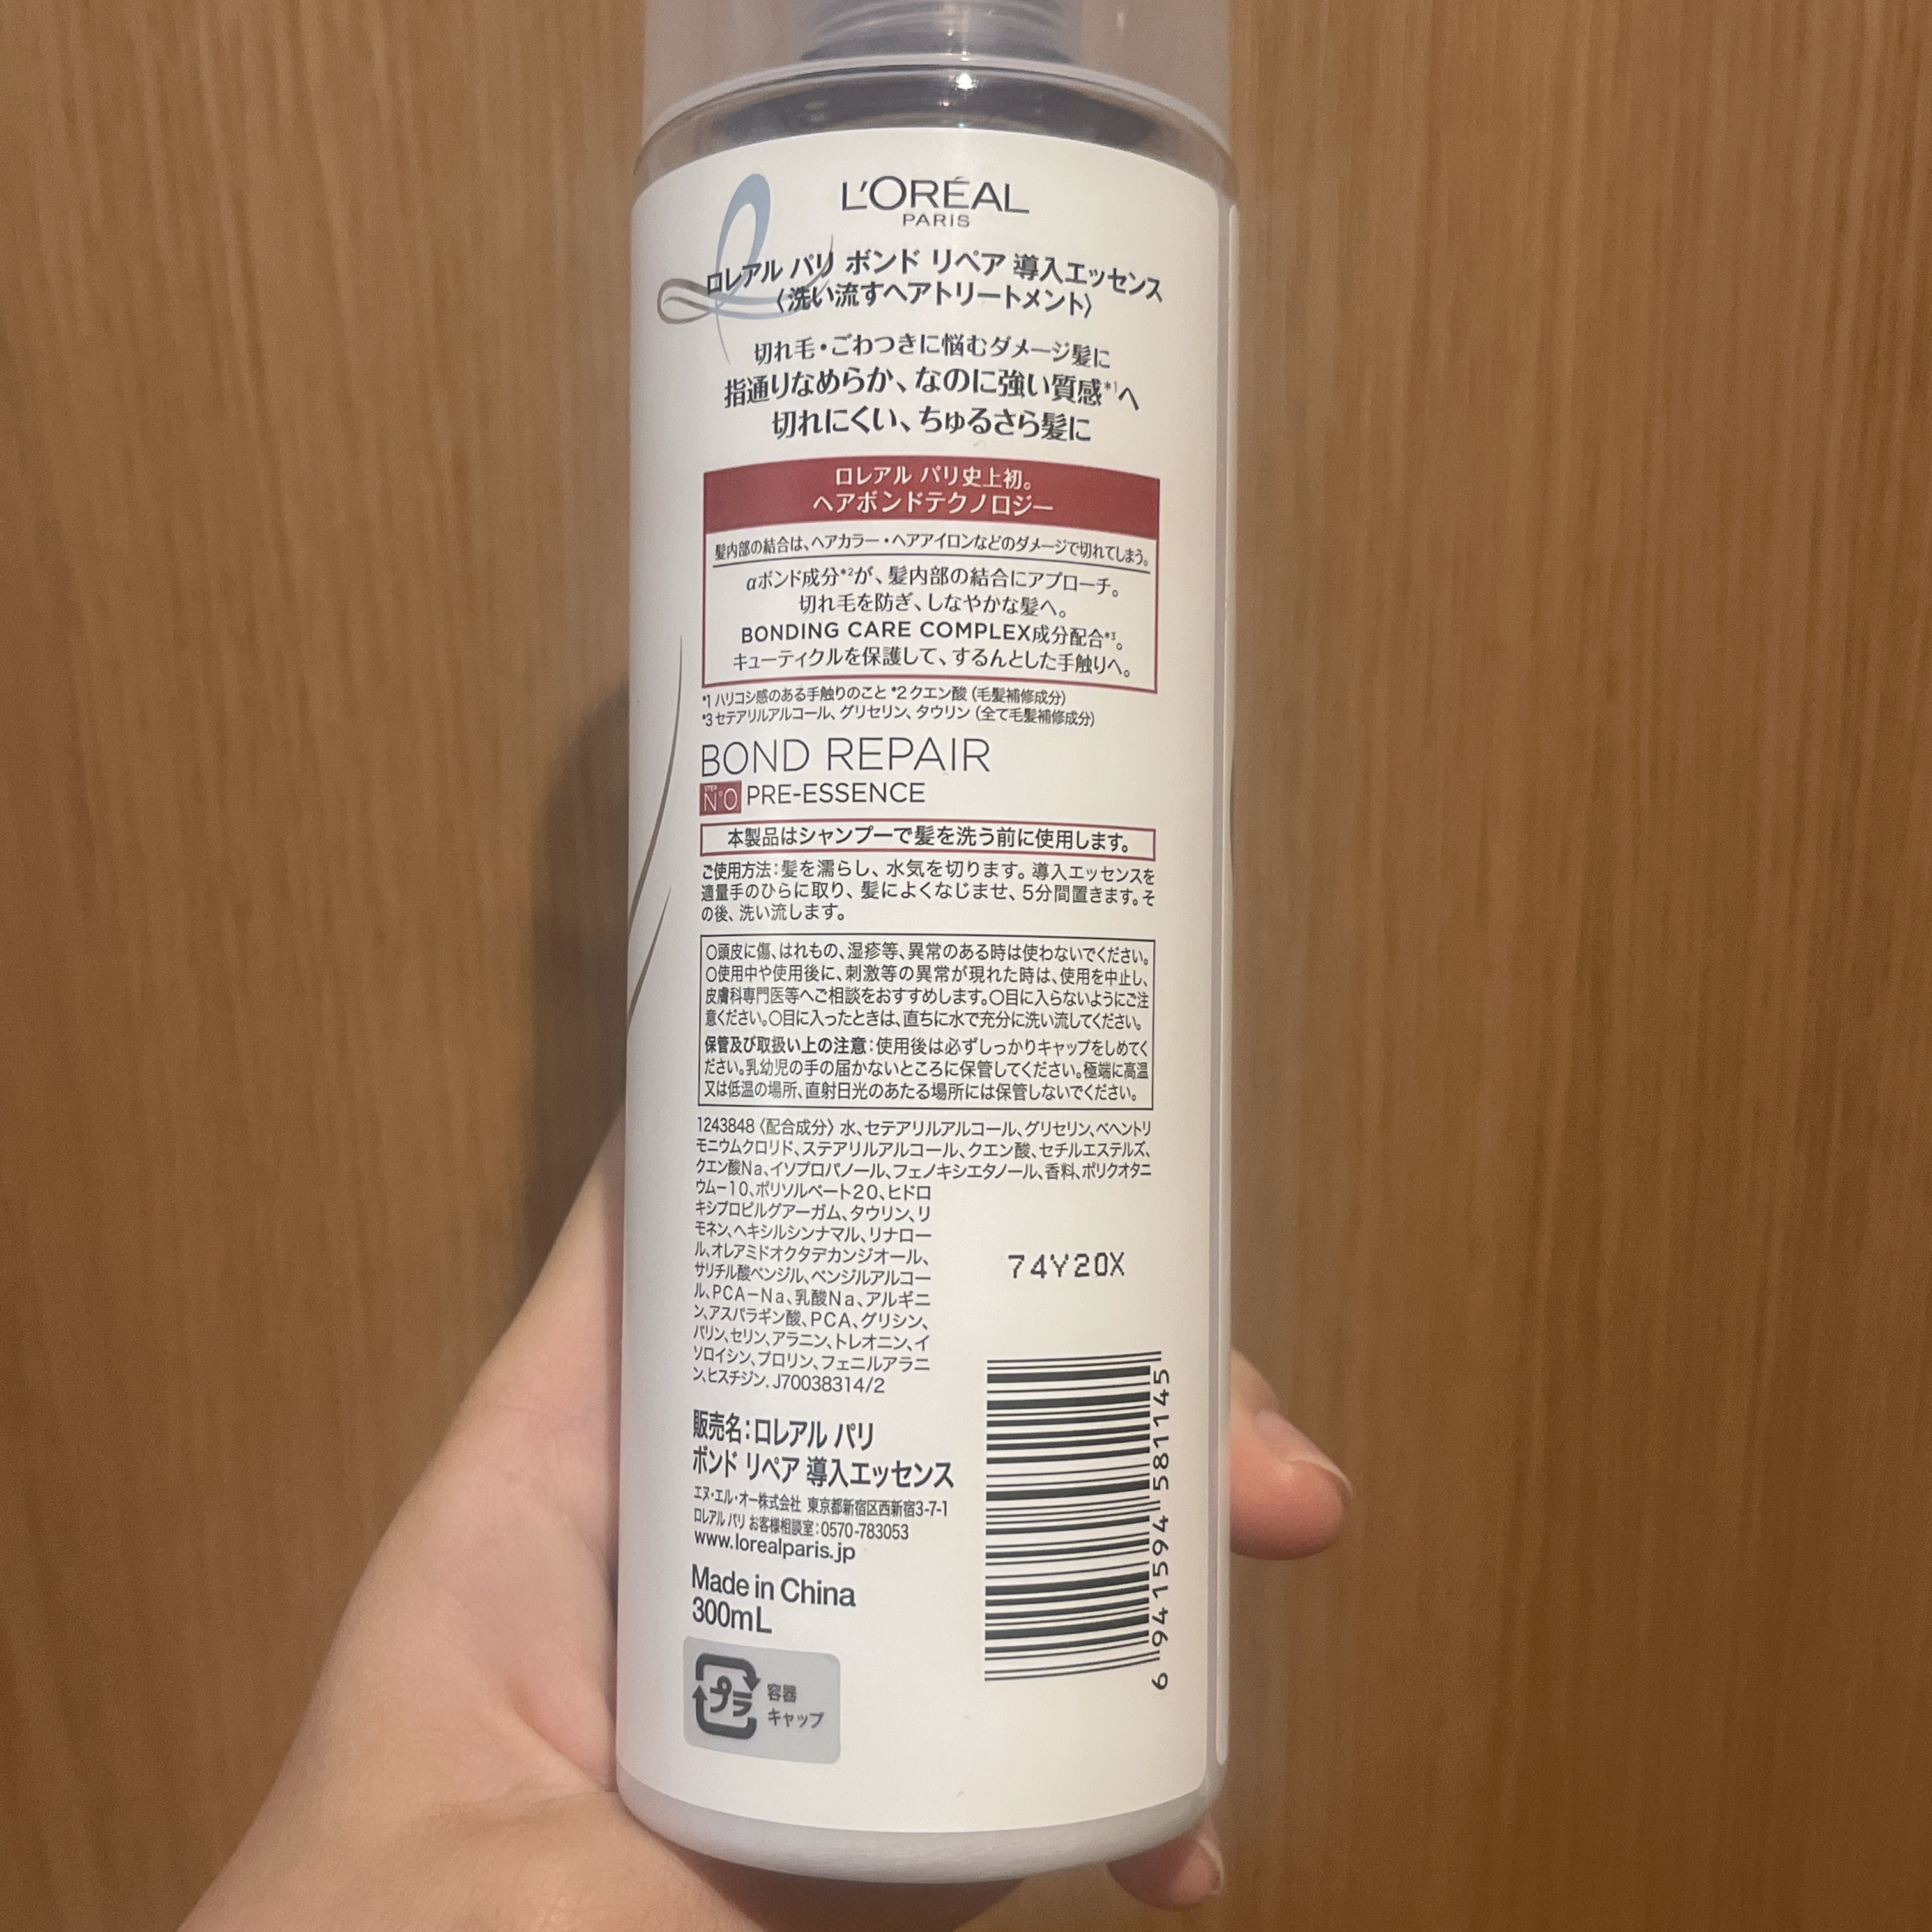 L'ORÉAL
PARIS
ロレアル パリ ボンド リペア 導入エッセンス
〈洗い流すヘアトリートメント〉
切れ毛・ごわつきに悩むダメージ髪に
指通りなめらか、なのに強い質感*1へ
切れにくい、ちゅるさら髪に
ロレアル パリ史上初。
ヘアボンドテクノロジー
髪内部の結合は、ヘアカラー・ヘアアイロンなどのダメージで切れてしまう。
αボンド成分*2が、髪内部の結合にアプローチ。
切れ毛を防ぎ、しなやかな髪へ。
BONDING CARE COMPLEX成分配合*3。
キューティクルを保護して、するんとした手触りへ。
*1 ハリコシ感のある手触りのこと *2 クエン酸（毛髪補修成分）
*3 セテアリルアルコール、グリセリン、タウリン（全て毛髪補修成分）
BOND REPAIR
STEP N°0 PRE-ESSENCE
本製品はシャンプーで髪を洗う前に使用します。
ご使用方法：髪を濡らし、水気を切ります。導入エッセンスを
適量手のひらに取り、髪によくなじませ、5分間置きます。そ
の後、洗い流します。
○頭皮に傷、はれもの、湿疹等、異常のある時は使わないでください。
○使用中や使用後に、刺激等の異常が現れた時は、使用を中止し、
皮膚科専門医等へご相談をおすすめします。○目に入らないようにご注
意ください。○目に入ったときは、直ちに水で充分に洗い流してください。
保管及び取扱い上の注意：使用後は必ずしっかりキャップをしめてく
ださい。乳幼児の手の届かないところに保管してください。極端に高温
又は低温の場所、直射日光のあたる場所には保管しないでください。
1243848〈配合成分〉水、セテアリルアルコール、グリセリン、ベヘントリ
モニウムクロリド、ステアリルアルコール、クエン酸、セチルエステルズ、
クエン酸Na、イソプロパノール、フェノキシエタノール、香料、ポリクオタニ
ウム－10、ポリソルベート20、ヒドロ
キシプロピルグアーガム、タウリン、リ
モネン、ヘキシルシンナマル、リナロー
ル、オレアミドオクタデカンジオール、
サリチル酸ベンジル、ベンジルアルコー
ル、PCA－Na、乳酸Na、アルギニ
ン、アスパラギン酸、PCA、グリシン、
バリン、セリン、アラニン、トレオニン、イ
ソロイシン、プロリン、フェニルアラニ
ン、ヒスチジン. J70038314/2
74Y20X
販売名：ロレアル パリ
ボンド リペア 導入エッセンス
エヌ・エル・オー株式会社 東京都新宿区西新宿3-7-1
ロレアル パリ お客様相談室：0570-783053
www.lorealparis.jp
Made in China
300mL
プラ
容器
キャップ
6 941594 581145